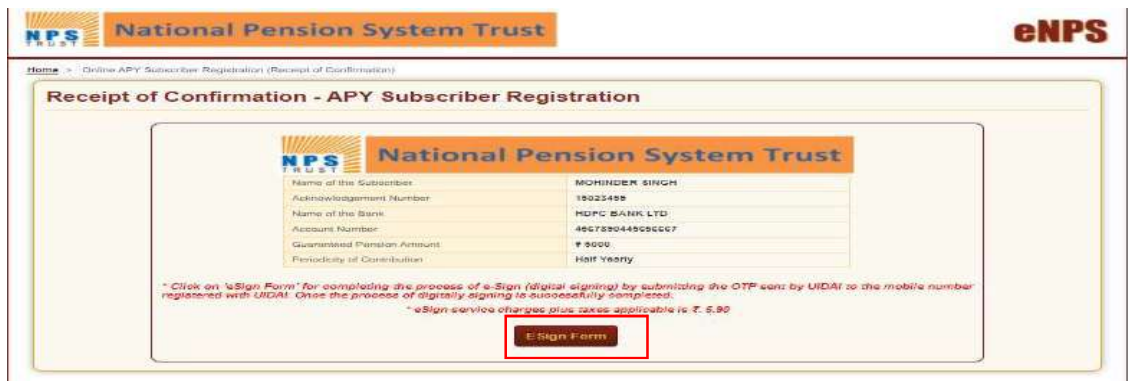 NPS TRUST National Pension System Trust eNPS
Home > Online APY Subscriber Registration (Receipt of Confirmation)
Receipt of Confirmation - APY Subscriber Registration
NPS TRUST National Pension System Trust
Name of the Subscriber MOHINDER SINGH
Acknowledgement Number
Name of the Bank HDFC BANK LTD
Account Number
Guaranteed Pension Amount ₹ 5000
Periodicity of Contribution Half Yearly
* Click on 'eSign Form' for completing the process of e-Sign (digital signing) by submitting the OTP sent by UIDAI to the mobile number
registered with UIDAI. Once the process of digitally signing is successfully completed.
* eSign service charges plus taxes applicable is ₹. 5.90
E Sign Form